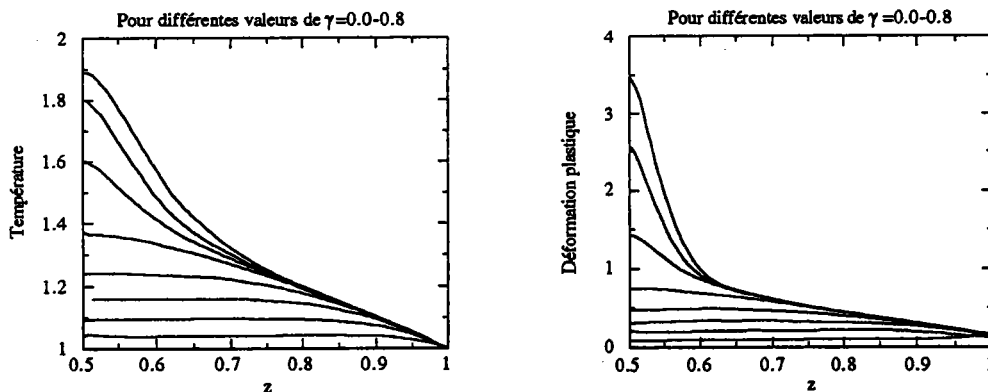 Pour différentes valeurs de γ=0.0-0.8
2
1.8
1.6
1.4
1.2
1
Température
0.5 0.6 0.7 0.8 0.9 1
z
Pour différentes valeurs de γ=0.0-0.8
4
3
2
1
0
Déformation plastique
0.5 0.6 0.7 0.8 0.9 1
z